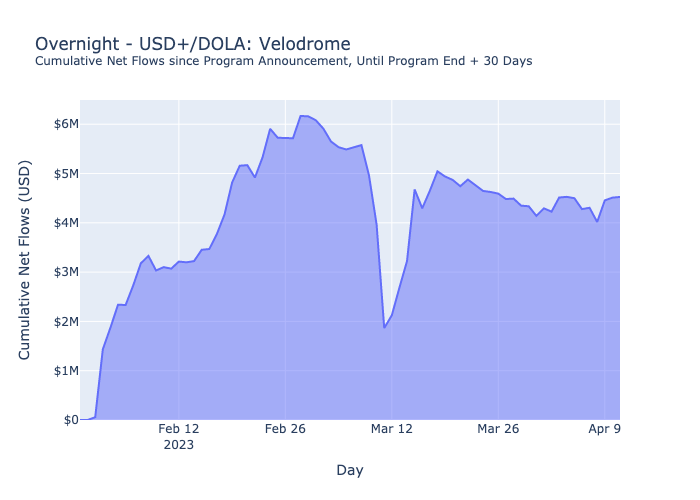 Overnight - USD+/DOLA: Velodrome
Cumulative Net Flows since Program Announcement, Until Program End + 30 Days
Cumulative Net Flows (USD)
$6M
$5M
$4M
$3M
$2M
$1M
$0
Feb 12
2023
Feb 26
Mar 12
Mar 26
Apr 9
Day